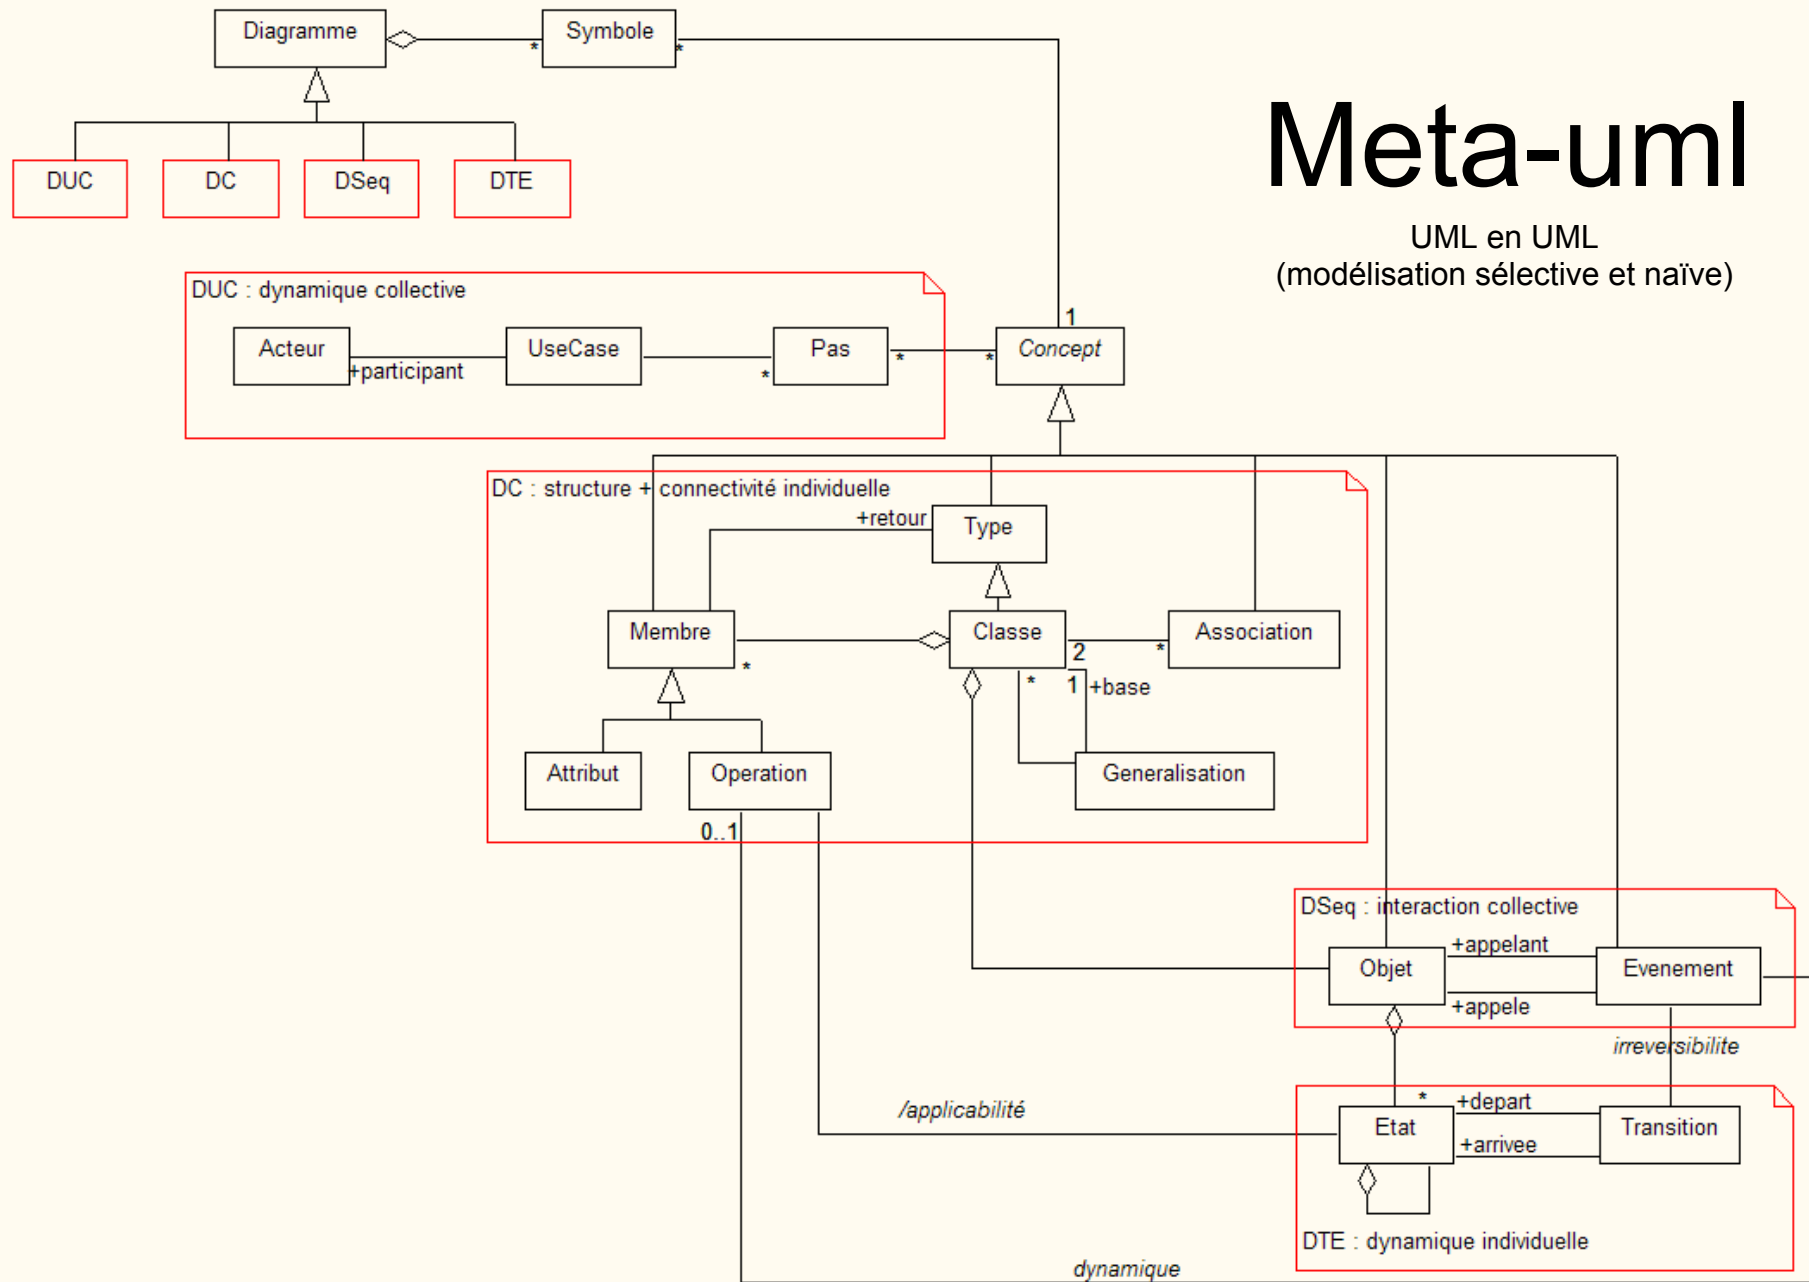 Diagramme
*
Symbole
*
Meta-uml
UML en UML
(modélisation sélective et naïve)
DUC
DC
DSeq
DTE
DUC : dynamique collective
Acteur
+participant
UseCase
*
Pas
*
*
1
Concept
DC : structure + connectivité individuelle
+retour
Type
Membre
*
Classe
2
*
Association
*
1
+base
Attribut
Operation
Generalisation
0..1
DSeq : interaction collective
Objet
+appelant
+appele
Evenement
irreversibilite
/applicabilité
*
+depart
Etat
+arrivee
Transition
DTE : dynamique individuelle
dynamique